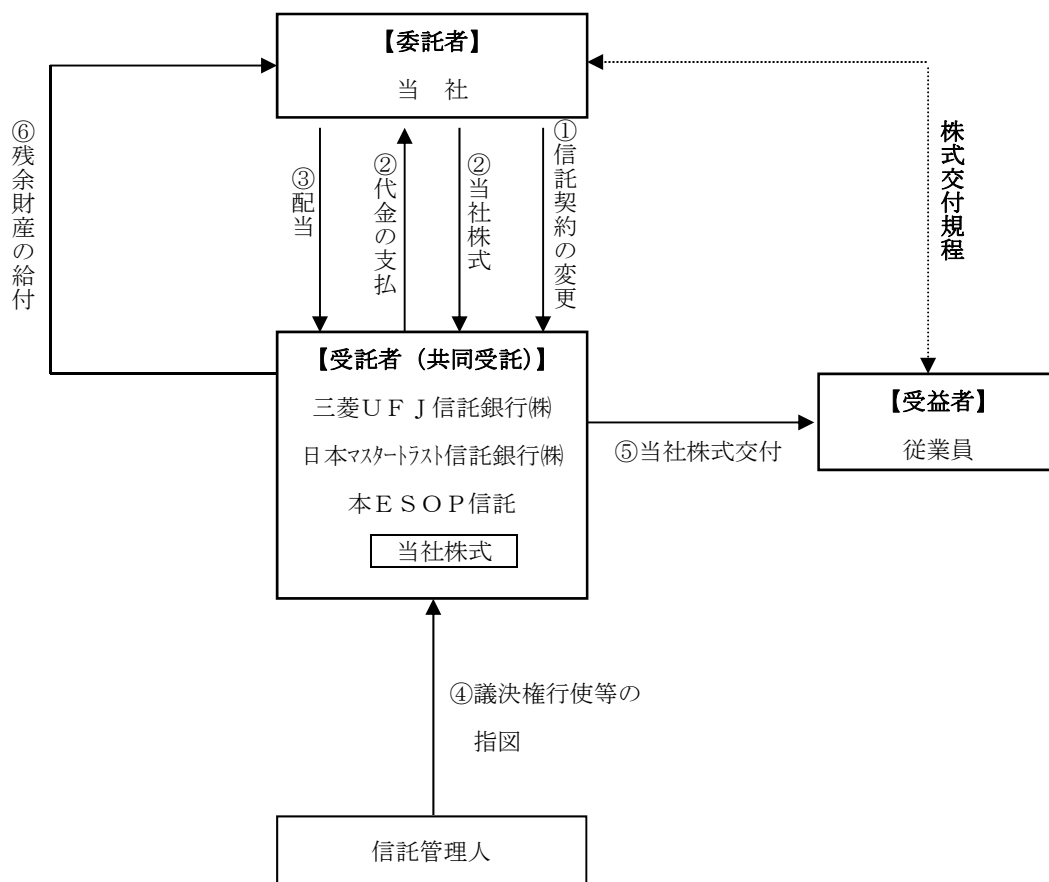 【委託者】
当　社
⑥残余財産の給付
③配当
②代金の支払
②当社株式
①信託契約の変更
株式交付規程
【受託者（共同受託）】
三菱ＵＦＪ信託銀行㈱
日本ﾏｽﾀｰﾄﾗｽﾄ信託銀行㈱
本ＥＳＯＰ信託
当社株式
⑤当社株式交付
【受益者】
従業員
④議決権行使等の
指図
信託管理人